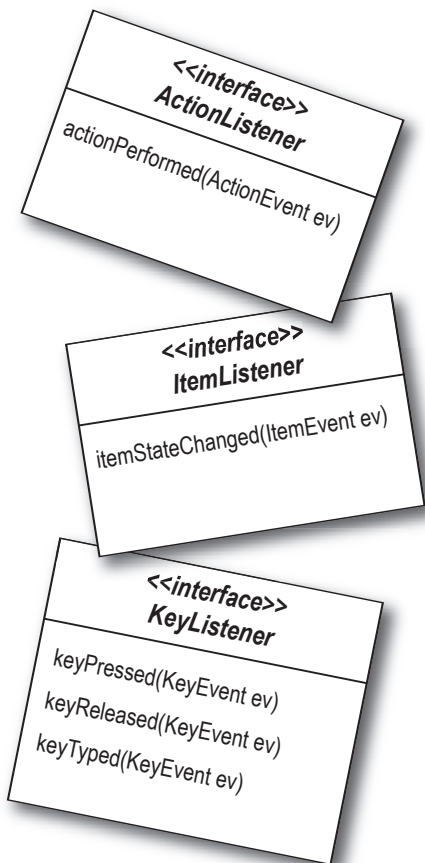 <<interface>>
ActionListener
actionPerformed(ActionEvent ev)
<<interface>>
ItemListener
itemStateChanged(ItemEvent ev)
<<interface>>
KeyListener
keyPressed(KeyEvent ev)
keyReleased(KeyEvent ev)
keyTyped(KeyEvent ev)